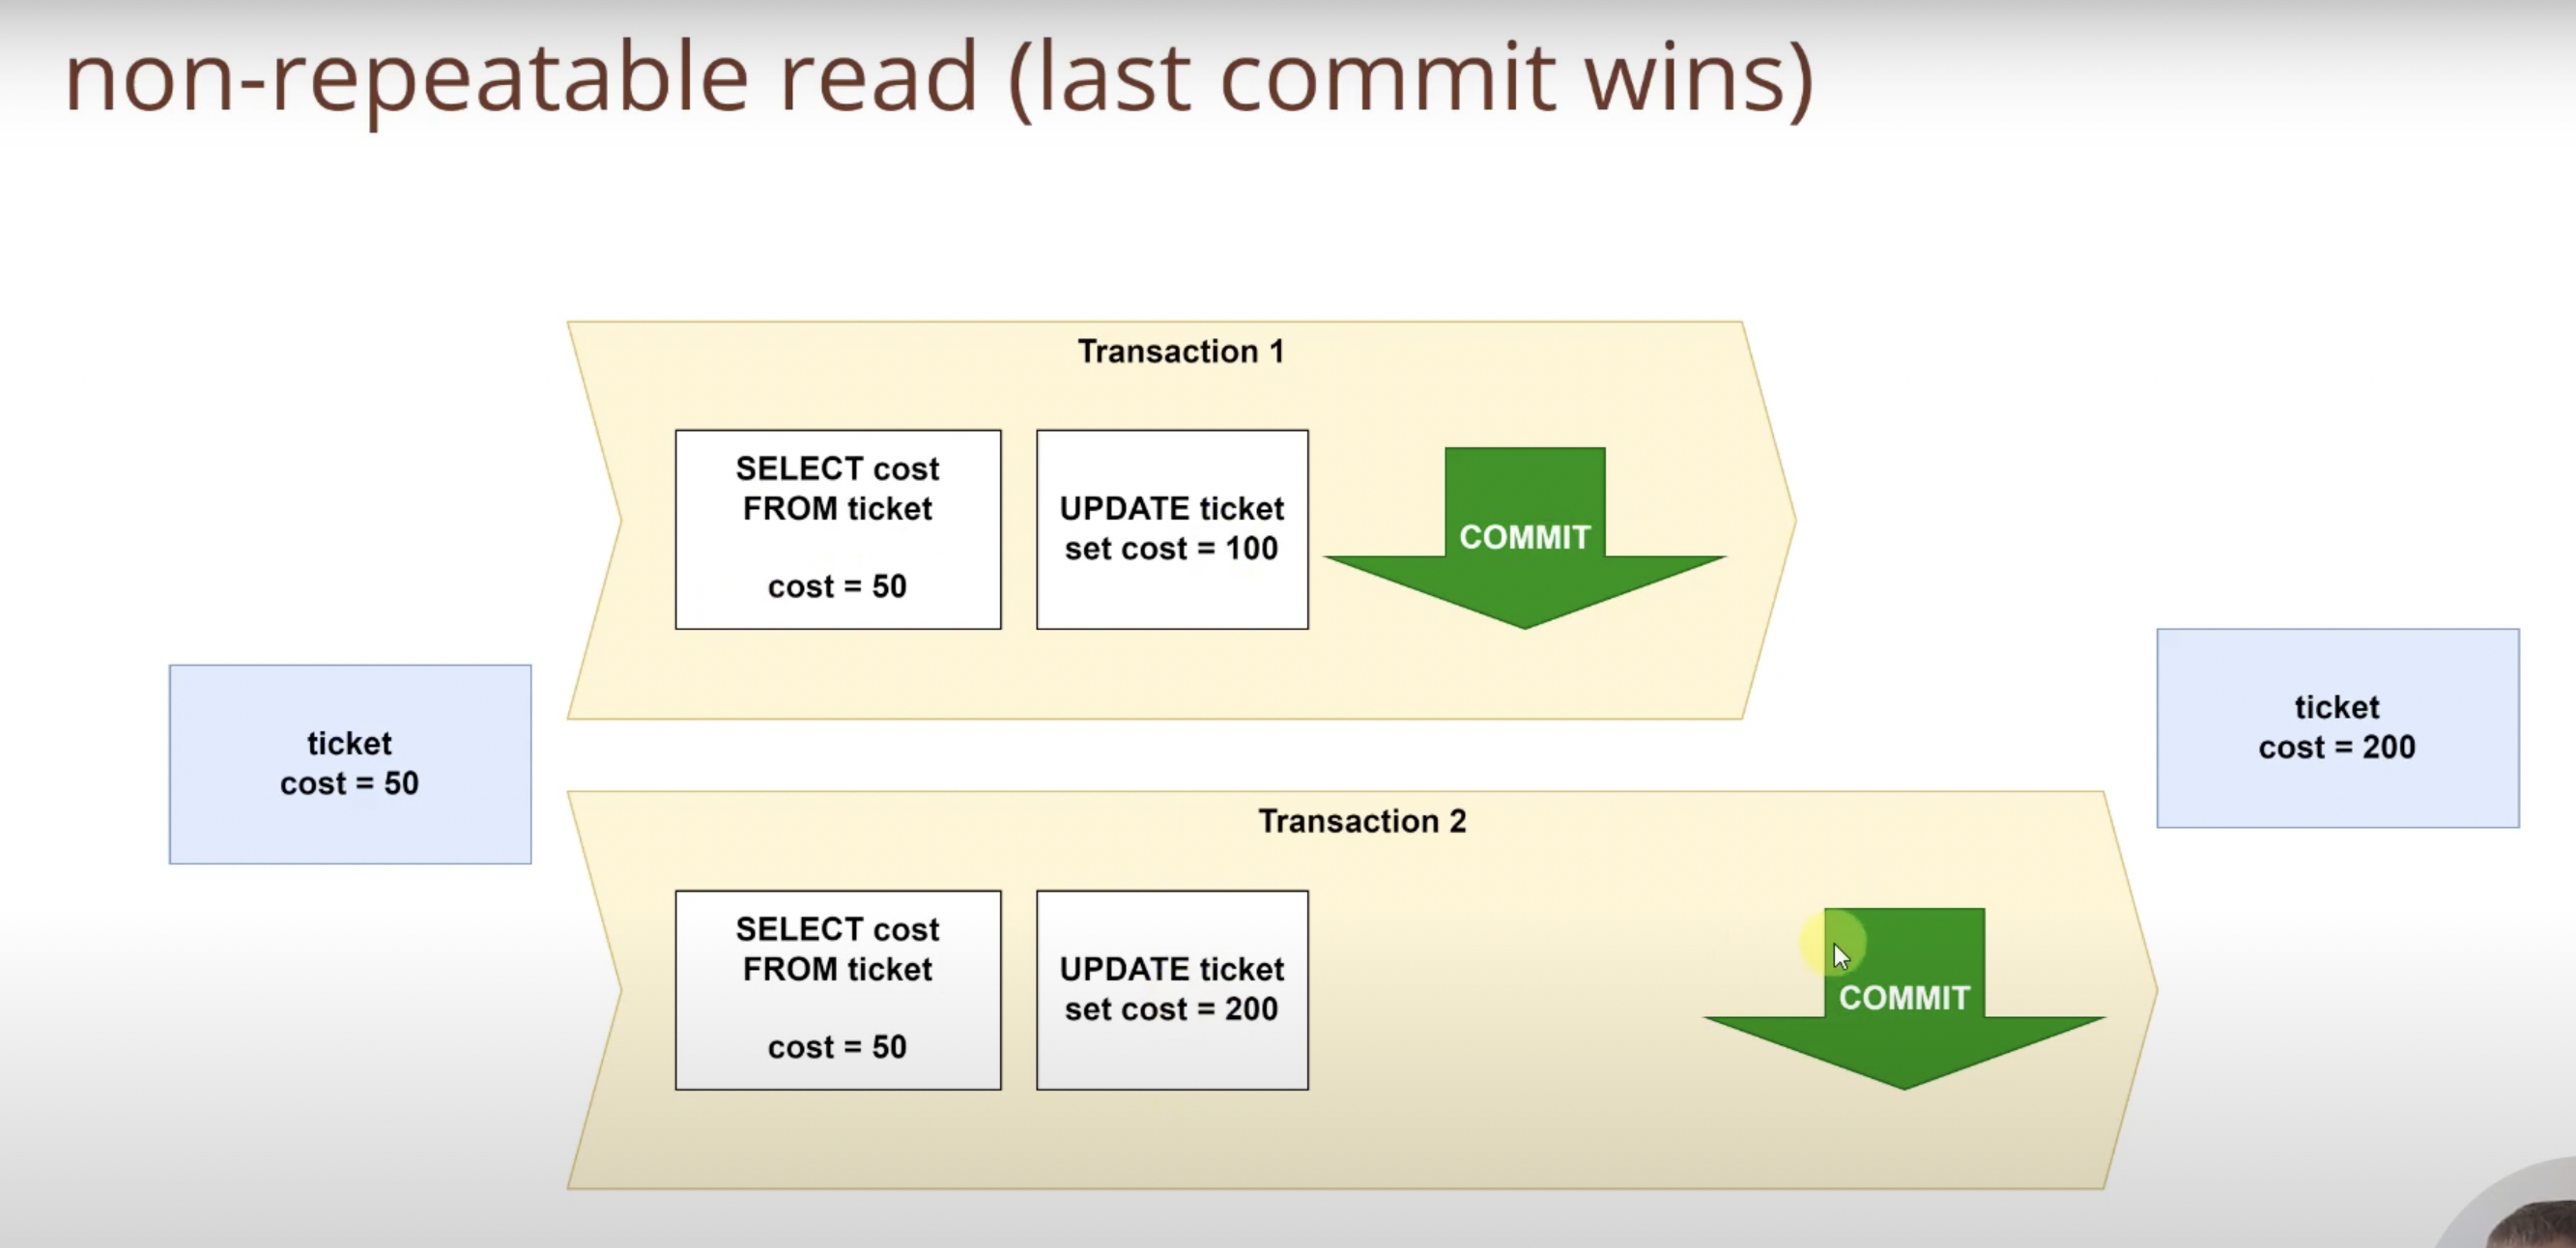 non-repeatable read (last commit wins)
Transaction 1
SELECT cost
FROM ticket
cost = 50
UPDATE ticket
set cost = 100
COMMIT
ticket
cost = 50
ticket
cost = 200
Transaction 2
SELECT cost
FROM ticket
cost = 50
UPDATE ticket
set cost = 200
COMMIT